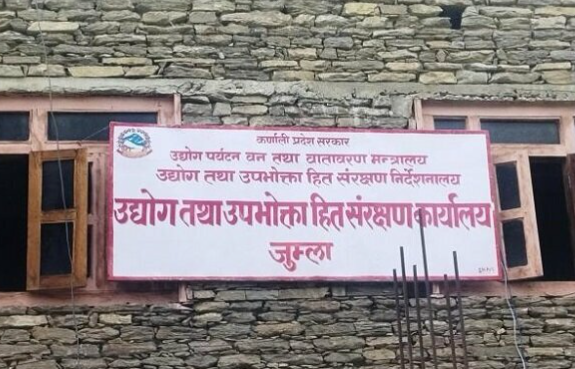 कर्णाली प्रदेश सरकार
उद्योग पर्यटन वन तथा वातावरण मन्त्रालय
उद्योग तथा उपभोक्ता हित संरक्षण निर्देशनालय
उद्योग तथा उपभोक्ता हित संरक्षण कार्यालय
जुम्ला